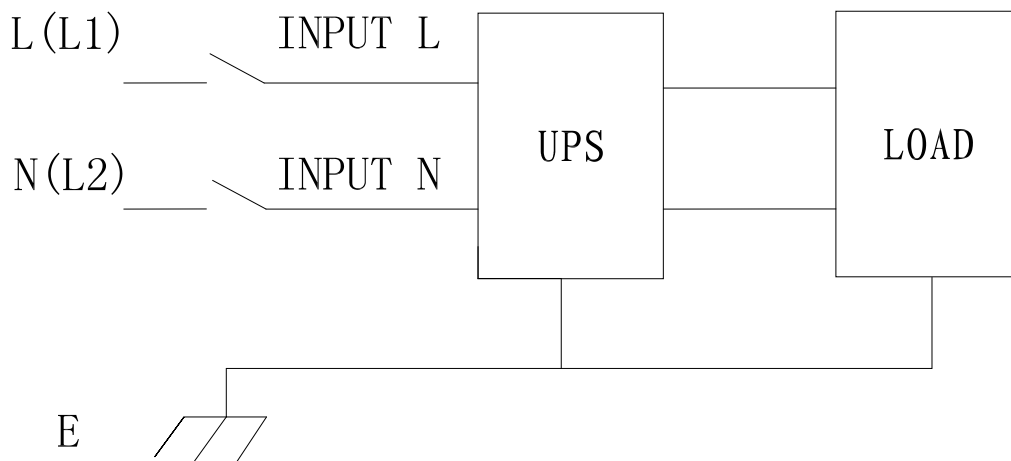 L(L1)
INPUT L
UPS
LOAD
N(L2)
INPUT N
E